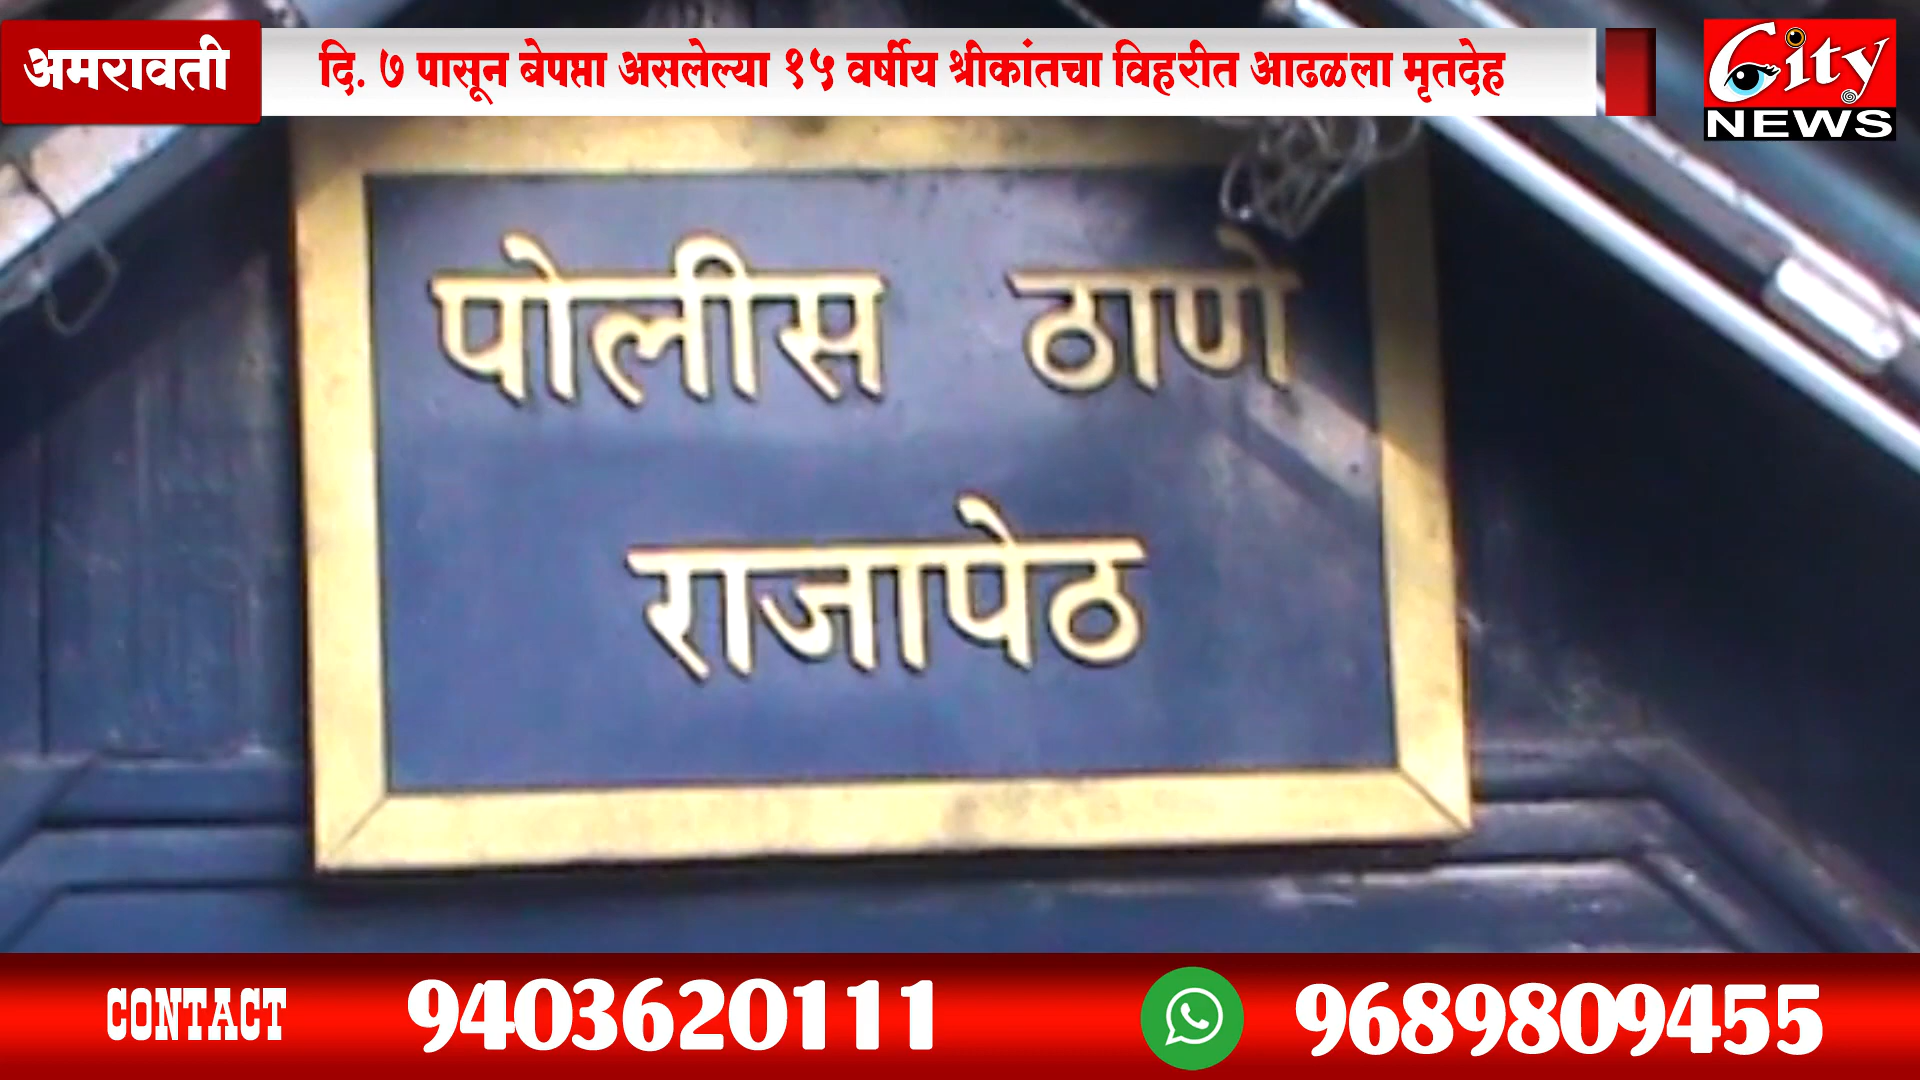 अमरावती
दि. ७ पासून बेपत्ता असलेल्या १५ वर्षीय श्रीकांतचा विहरीत आढळला मृतदेह
City
NEWS
पोलीस ठाणे
राजापेठ
CONTACT 9403620111 9689809455